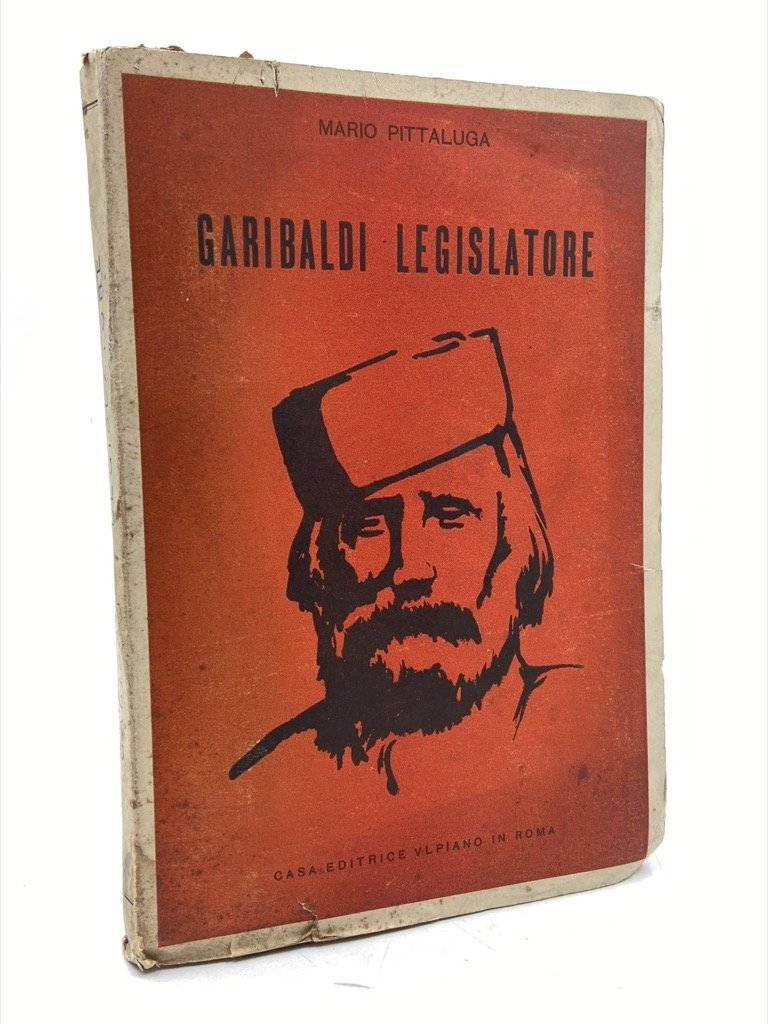 MARIO PITTALUGA
GARIBALDI LEGISLATORE
CASA EDITRICE VLPIANO IN ROMA